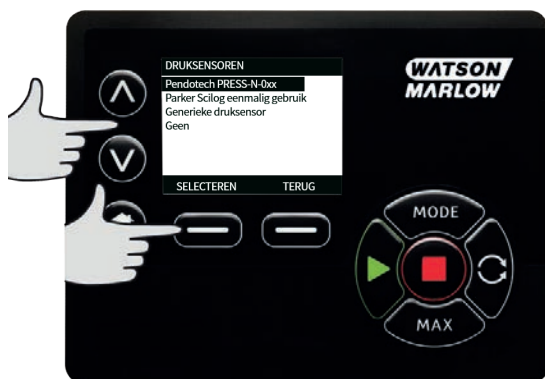 DRUKSENSOREN
Pendotech PRESS-N-0xx
Parker Scilog eenmalig gebruik
Generieke druksensor
Geen
SELECTEREN TERUG
WATSON
MARLOW
MODE
MAX